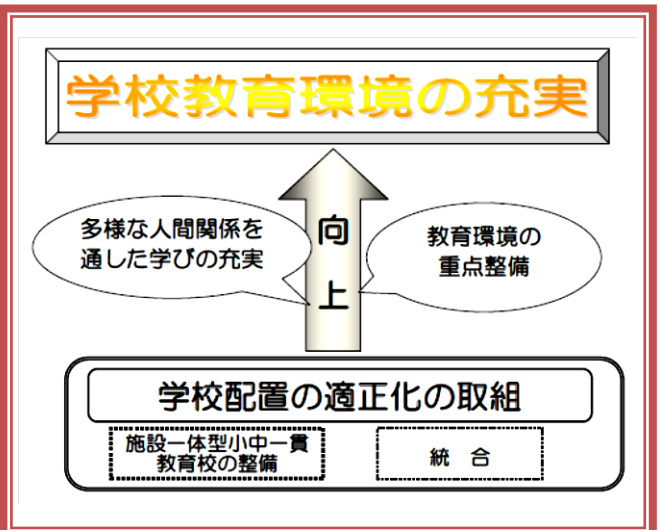 学校教育環境の充実
多様な人間関係を
通した学びの充実
向
上
教育環境の
重点整備
学校配置の適正化の取組
施設一体型小中一貫
教育校の整備
統 合